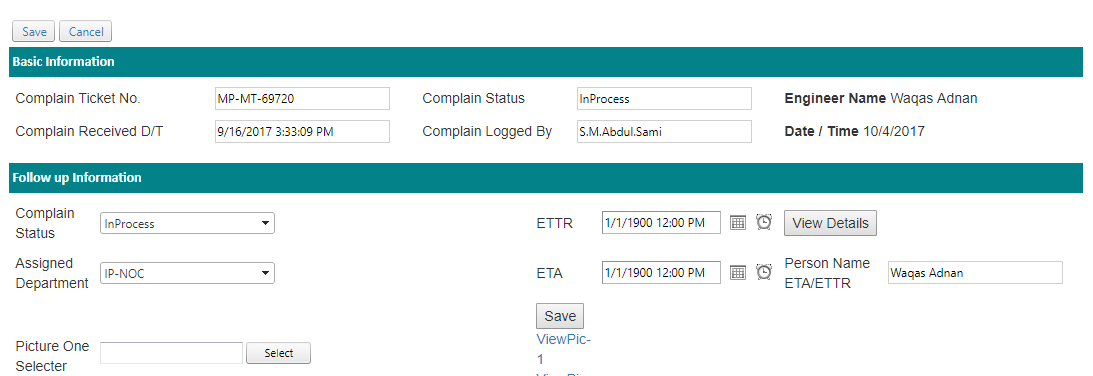 Save Cancel
Basic Information
Complain Ticket No. MP-MT-69720 Complain Status InProcess Engineer Name Waqas Adnan
Complain Received D/T 9/16/2017 3:33:09 PM Complain Logged By S.M.Abdul.Sami Date / Time 10/4/2017
Follow up Information
Complain Status InProcess ETTR 1/1/1900 12:00 PM View Details
Assigned Department IP-NOC ETA 1/1/1900 12:00 PM Person Name ETA/ETTR Waqas Adnan
Save
ViewPic-
1
Picture One Selecter Select